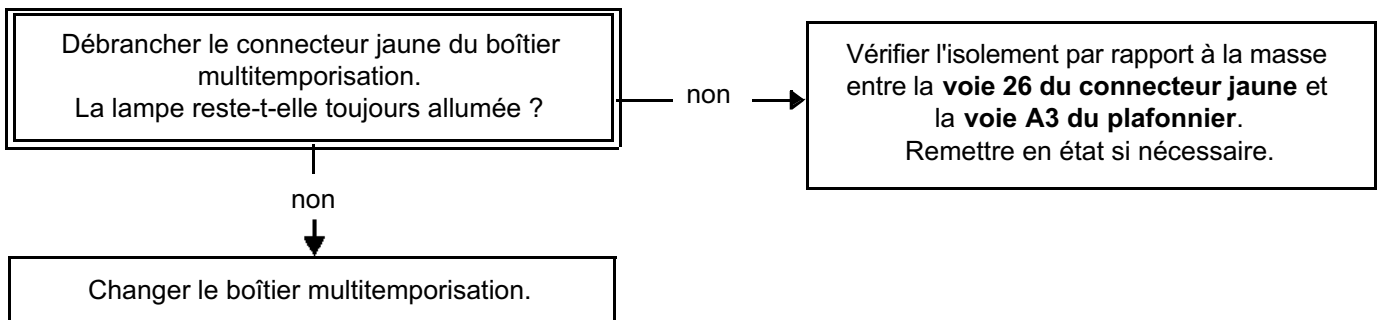 Débrancher le connecteur jaune du boîtier
multitemporisation.
La lampe reste-t-elle toujours allumée ?
non
Vérifier l'isolement par rapport à la masse
entre la voie 26 du connecteur jaune et
la voie A3 du plafonnier.
Remettre en état si nécessaire.
non
Changer le boîtier multitemporisation.